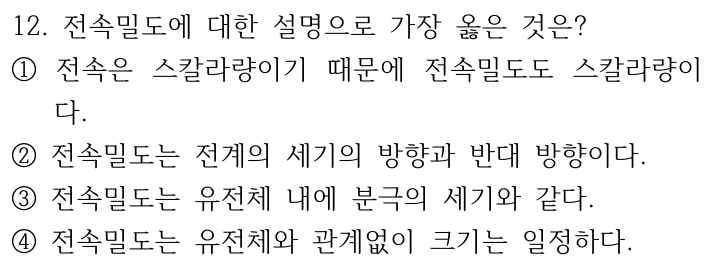 12. 전속밀도에 대한 설명으로 가장 옳은 것은?
① 전속은 스칼라량이기 때문에 전속밀도도 스칼라량이
다.
② 전속밀도는 전계의 세기의 방향과 반대 방향이다.
③ 전속밀도는 유전체 내에 분극의 세기와 같다.
④ 전속밀도는 유전체와 관계없이 크기는 일정하다.